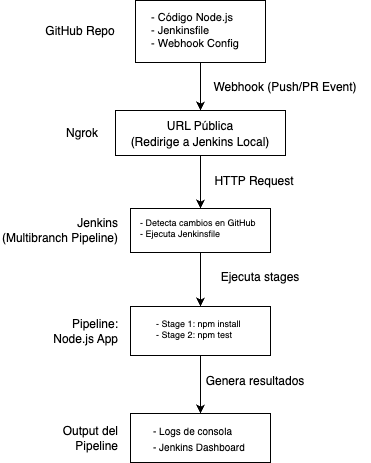 GitHub Repo
- Código Node.js
- Jenkinsfile
- Webhook Config
Webhook (Push/PR Event)
Ngrok
URL Pública
(Redirige a Jenkins Local)
HTTP Request
Jenkins
(Multibranch Pipeline)
- Detecta cambios en GitHub
- Ejecuta Jenkinsfile
Ejecuta stages
Pipeline:
Node.js App
- Stage 1: npm install
- Stage 2: npm test
Genera resultados
Output del
Pipeline
- Logs de consola
- Jenkins Dashboard